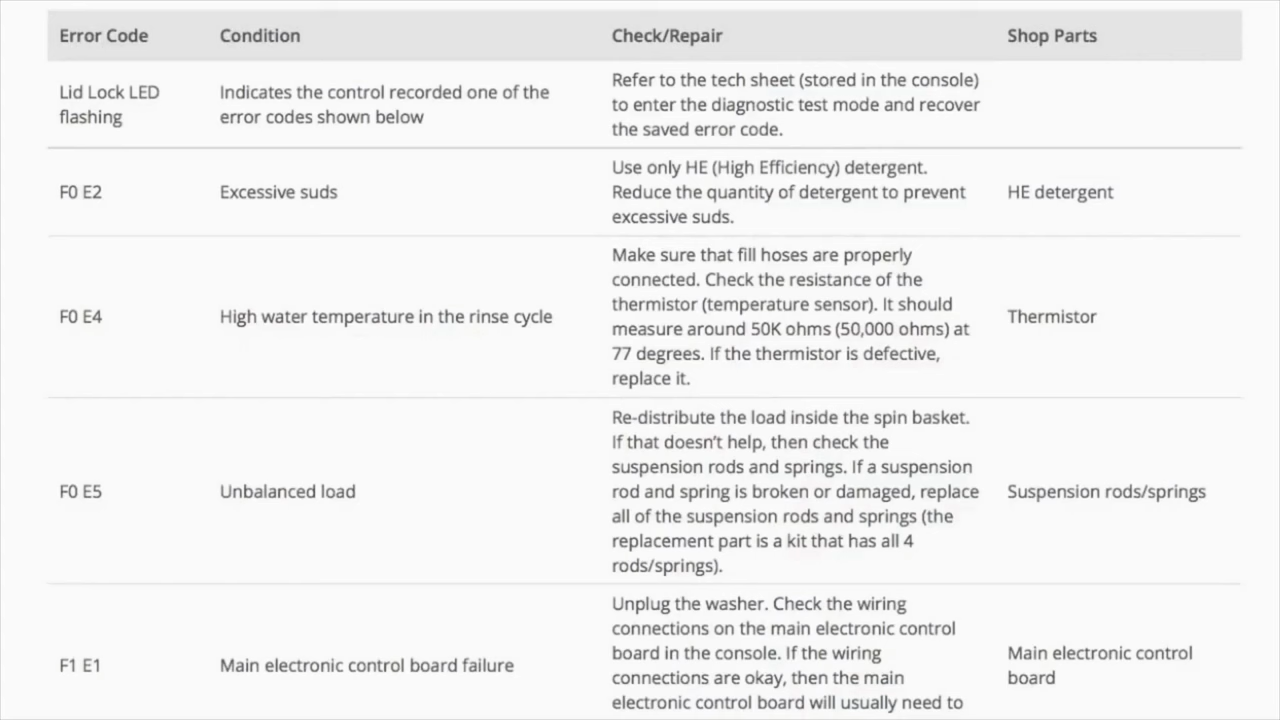 Error Code Condition Check/Repair Shop Parts
Lid Lock LED
flashing
Indicates the control recorded one of the
error codes shown below
Refer to the tech sheet (stored in the console)
to enter the diagnostic test mode and recover
the saved error code.
F0 E2
Excessive suds
Use only HE (High Efficiency) detergent.
Reduce the quantity of detergent to prevent
excessive suds.
HE detergent
F0 E4
High water temperature in the rinse cycle
Make sure that fill hoses are properly
connected. Check the resistance of the
thermistor (temperature sensor). It should
measure around 50K ohms (50,000 ohms) at
77 degrees. If the thermistor is defective,
replace it.
Thermistor
F0 E5
Unbalanced load
Re-distribute the load inside the spin basket.
If that doesn’t help, then check the
suspension rods and springs. If a suspension
rod and spring is broken or damaged, replace
all of the suspension rods and springs (the
replacement part is a kit that has all 4
rods/springs).
Suspension rods/springs
F1 E1
Main electronic control board failure
Unplug the washer. Check the wiring
connections on the main electronic control
board in the console. If the wiring
connections are okay, then the main
electronic control board will usually need to
Main electronic control
board